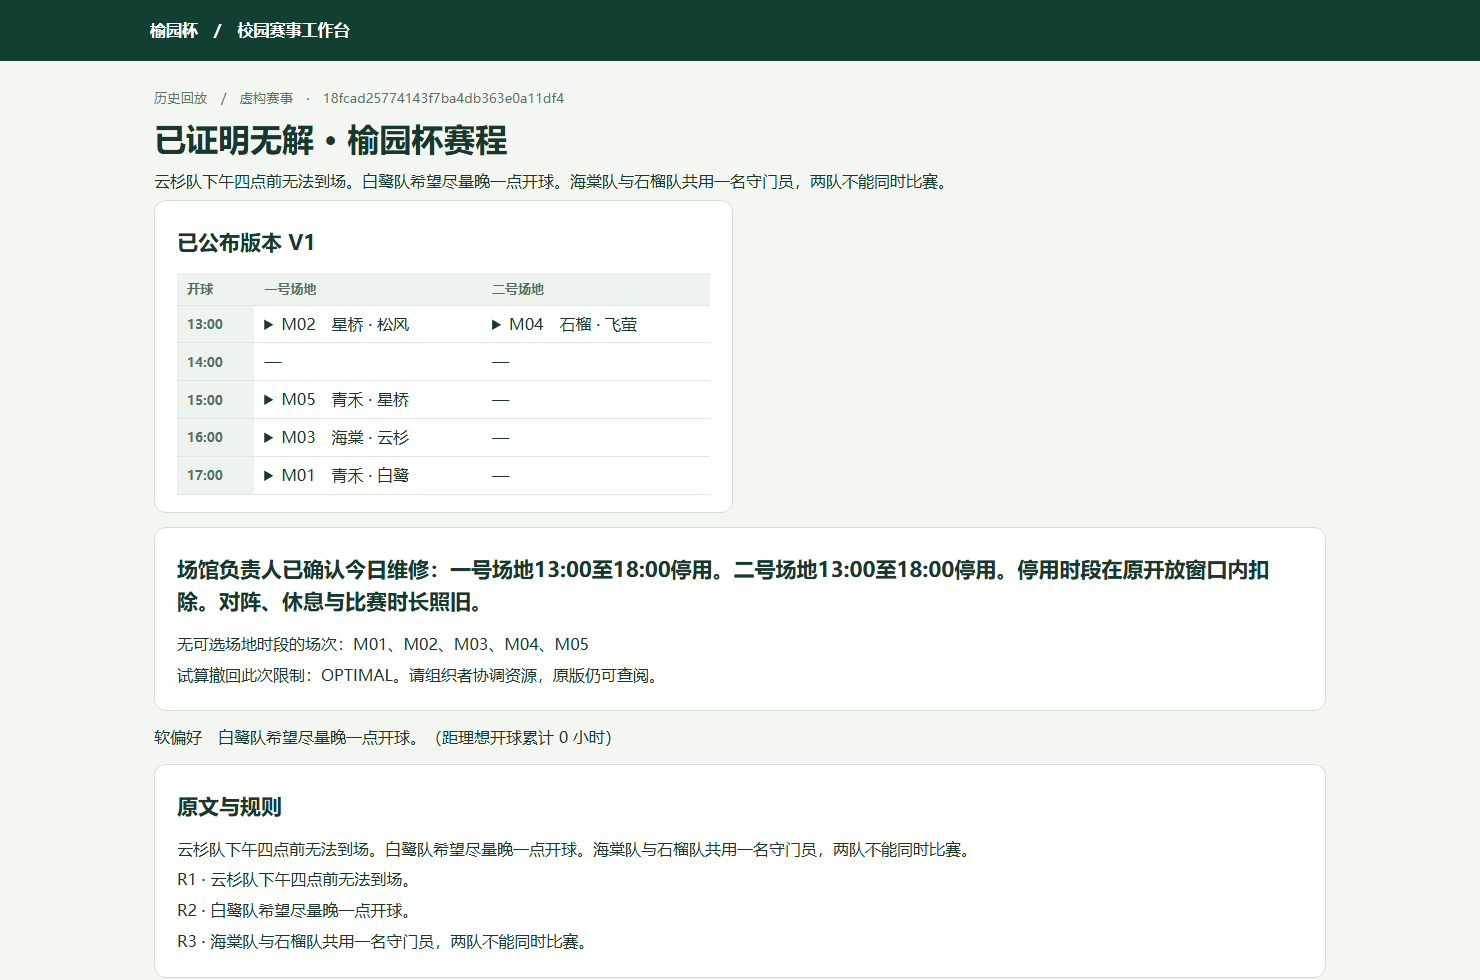 榆园杯 / 校园赛事工作台
历史回放 / 虚构赛事 · 18fcad25774143f7ba4db363e0a11df4
已证明无解 • 榆园杯赛程
云杉队下午四点前无法到场。白鹭队希望尽量晚一点开球。海棠队与石榴队共用一名守门员，两队不能同时比赛。
已公布版本 V1
开球 一号场地 二号场地
13:00 ▶ M02 星桥 · 松风 ▶ M04 石榴 · 飞萤
14:00 — —
15:00 ▶ M05 青禾 · 星桥 —
16:00 ▶ M03 海棠 · 云杉 —
17:00 ▶ M01 青禾 · 白鹭 —
场馆负责人已确认今日维修：一号场地13:00至18:00停用。二号场地13:00至18:00停用。停用时段在原开放窗口内扣
除。对阵、休息与比赛时长照旧。
无可选场地时段的场次：M01、M02、M03、M04、M05
试算撤回此次限制：OPTIMAL。请组织者协调资源，原版仍可查阅。
软偏好 白鹭队希望尽量晚一点开球。（距理想开球累计 0 小时）
原文与规则
云杉队下午四点前无法到场。白鹭队希望尽量晚一点开球。海棠队与石榴队共用一名守门员，两队不能同时比赛。
R1 · 云杉队下午四点前无法到场。
R2 · 白鹭队希望尽量晚一点开球。
R3 · 海棠队与石榴队共用一名守门员，两队不能同时比赛。